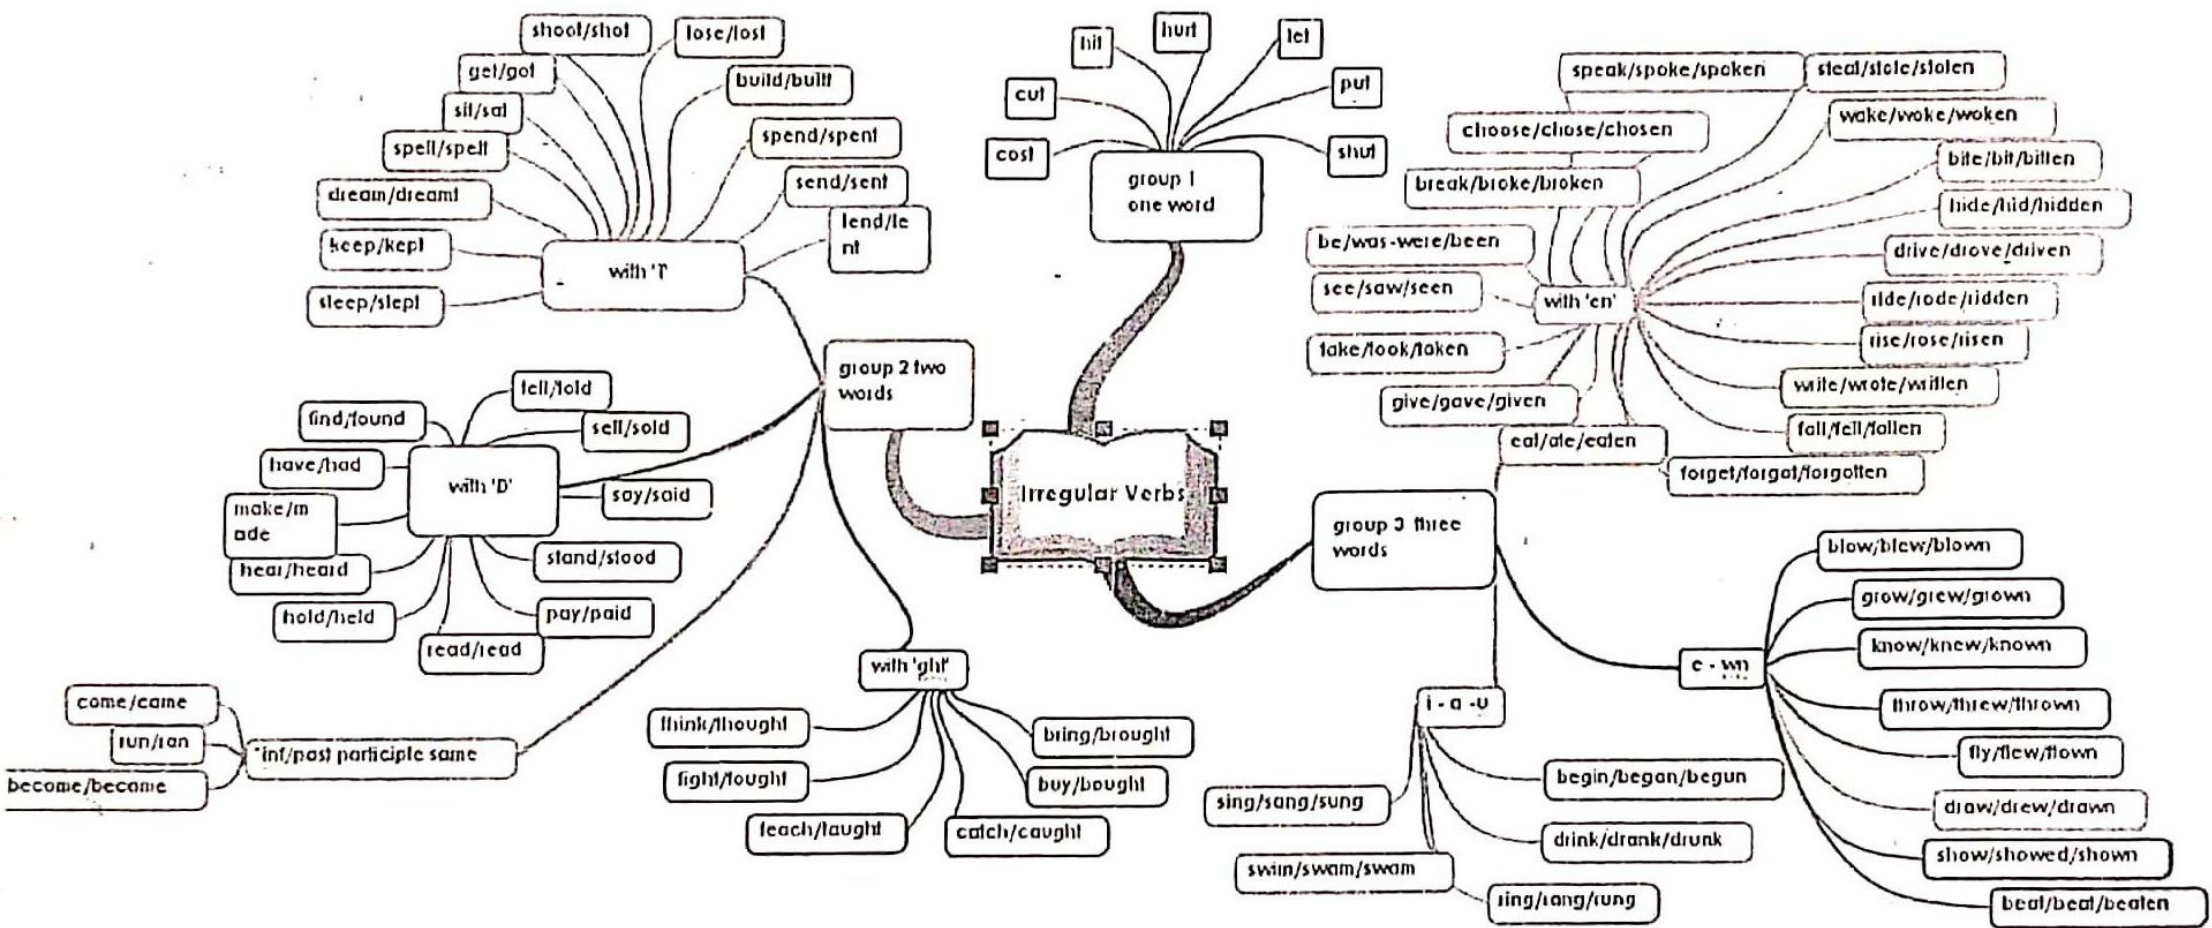 Irregular Verbs
group 1
one word
cost
cut
hit
hurt
let
put
shut
group 2 two
words
with 'T'
shoot/shot
get/got
sit/sat
spell/spelt
dream/dreamt
keep/kept
sleep/slept
lose/lost
build/built
spend/spent
send/sent
lend/le
nt
with 'D'
tell/told
find/found
sell/sold
have/had
say/said
make/m
ade
stand/stood
hear/heard
hold/held
pay/paid
read/read
with 'ght'
think/thought
fight/fought
teach/taught
catch/caught
buy/bought
bring/brought
inf/past participle same
come/came
run/ran
become/became
group 3 three
words
with 'en'
speak/spoke/spoken
steal/stole/stolen
choose/chose/chosen
wake/woke/woken
break/broke/broken
bite/bit/bitten
hide/hid/hidden
be/was-were/been
drive/drove/driven
see/saw/seen
ride/rode/ridden
take/took/taken
rise/rose/risen
give/gave/given
write/wrote/written
eat/ate/eaten
fall/fell/fallen
forget/forgot/forgotten
i - a -u
sing/sang/sung
swim/swam/swam
ring/rang/rung
drink/drank/drunk
begin/began/begun
e - wn
blow/blew/blown
grow/grew/grown
know/knew/known
throw/threw/thrown
fly/flew/flown
draw/drew/drawn
show/showed/shown
beat/beat/beaten